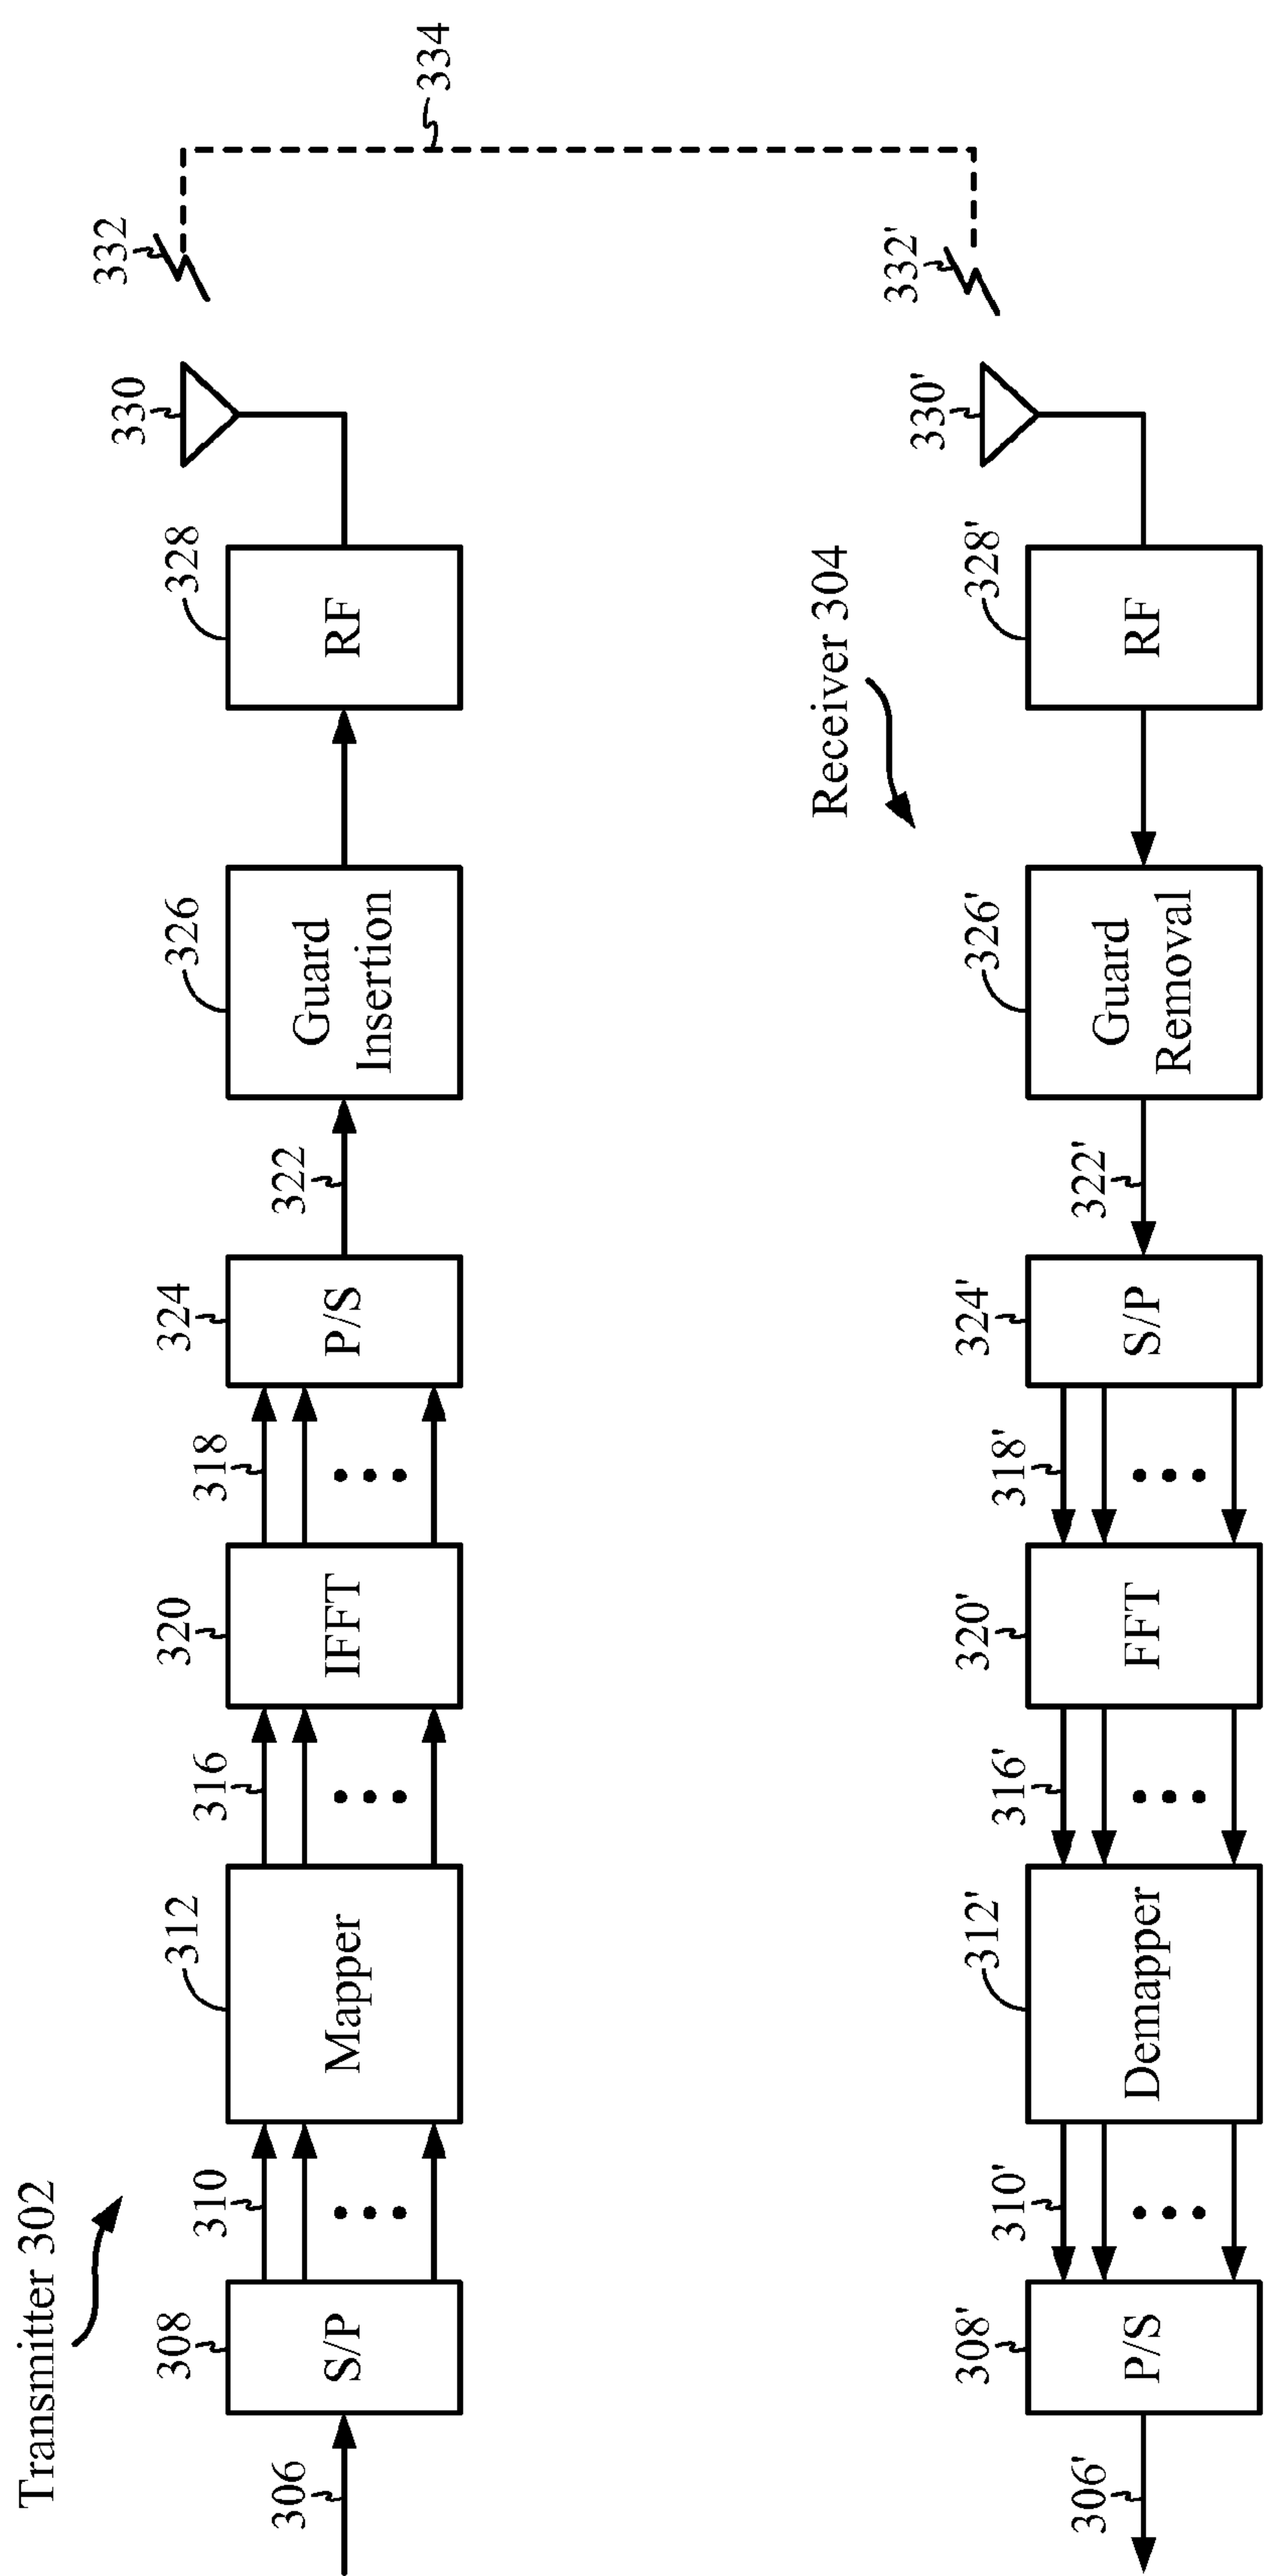 Transmitter 302
306
308
S/P
310
312
Mapper
316
320
IFFT
318
324
P/S
322
326
Guard
Insertion
328
RF
330
332
334
Receiver 304
306'
308'
P/S
310'
312'
Demapper
316'
320'
FFT
318'
324'
S/P
322'
326'
Guard
Removal
328'
RF
330'
332'